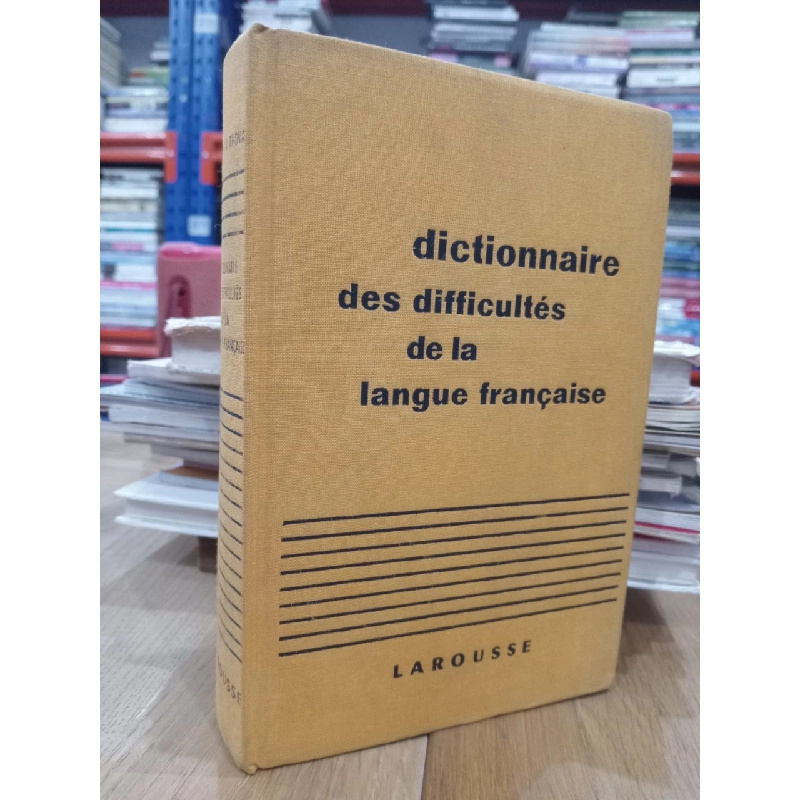 dictionnaire
des difficultés
de la
langue française
LAROUSSE